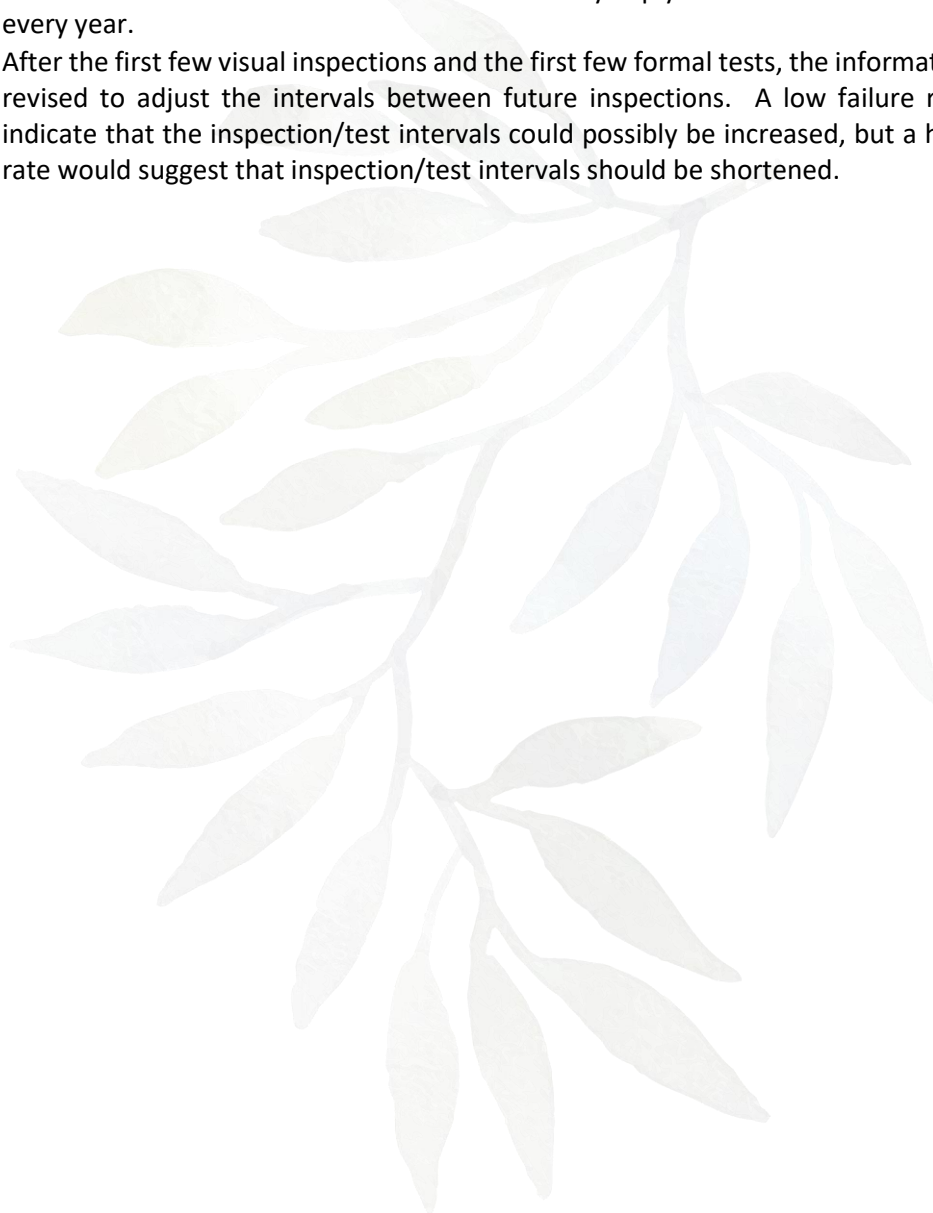 every year.
After the first few visual inspections and the first few formal tests, the
revised to adjust the intervals between future inspections. A low failure
indicate that the inspection/test intervals could possibly be increased, but a
rate would suggest that inspection/test intervals should be shortened.